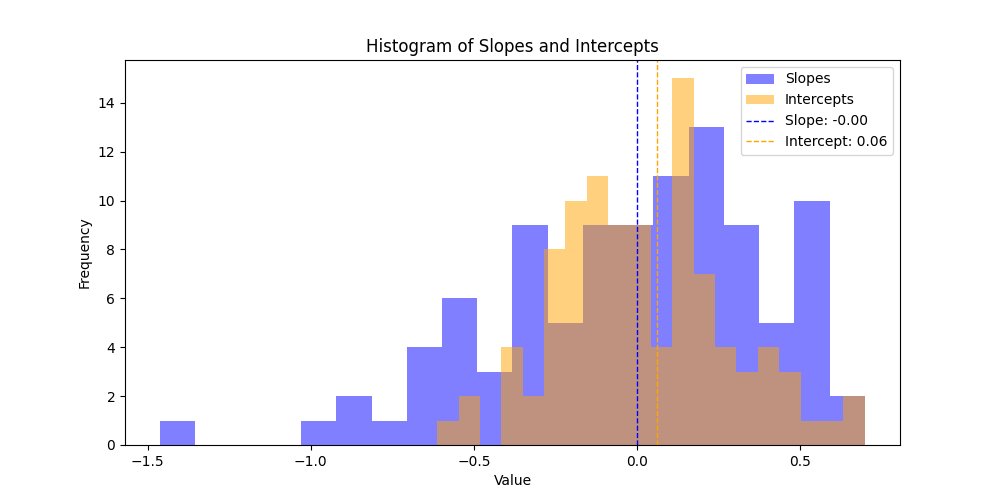 Histogram of Slopes and Intercepts
Slopes
Intercepts
Slope: -0.00
Intercept: 0.06
Frequency
14
12
10
8
6
4
2
0
−1.5
−1.0
−0.5
0.0
0.5
Value